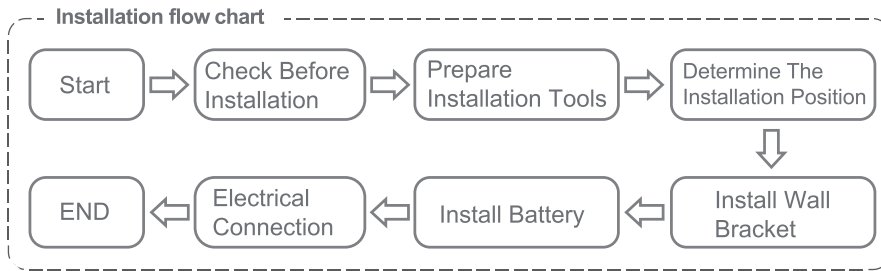 Installation flow chart
Start
Check Before
Installation
Prepare
Installation Tools
Determine The
Installation Position
Install Wall
Bracket
Install Battery
Electrical
Connection
END